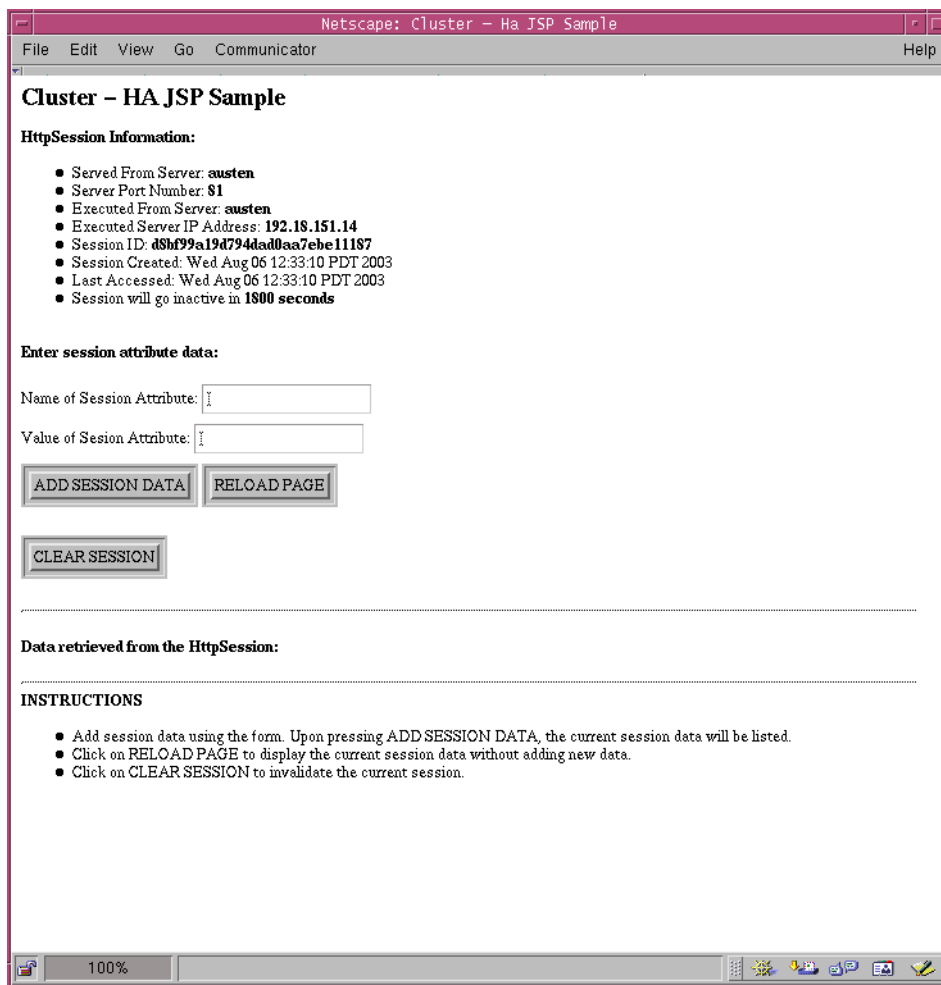 Netscape: Cluster – Ha JSP Sample
File Edit View Go Communicator Help
Cluster – HA JSP Sample
HttpSession Information:
Served From Server: austen
Server Port Number: 81
Executed From Server: austen
Executed Server IP Address: 192.18.151.14
Session ID: d8bf99a19d794dad0aa7ebe11187
Session Created: Wed Aug 06 12:33:10 PDT 2003
Last Accessed: Wed Aug 06 12:33:10 PDT 2003
Session will go inactive in 1800 seconds
Enter session attribute data:
Name of Session Attribute:
Value of Sesion Attribute:
ADD SESSION DATA RELOAD PAGE
CLEAR SESSION
Data retrieved from the HttpSession:
INSTRUCTIONS
Add session data using the form. Upon pressing ADD SESSION DATA, the current session data will be listed.
Click on RELOAD PAGE to display the current session data without adding new data.
Click on CLEAR SESSION to invalidate the current session.
100%